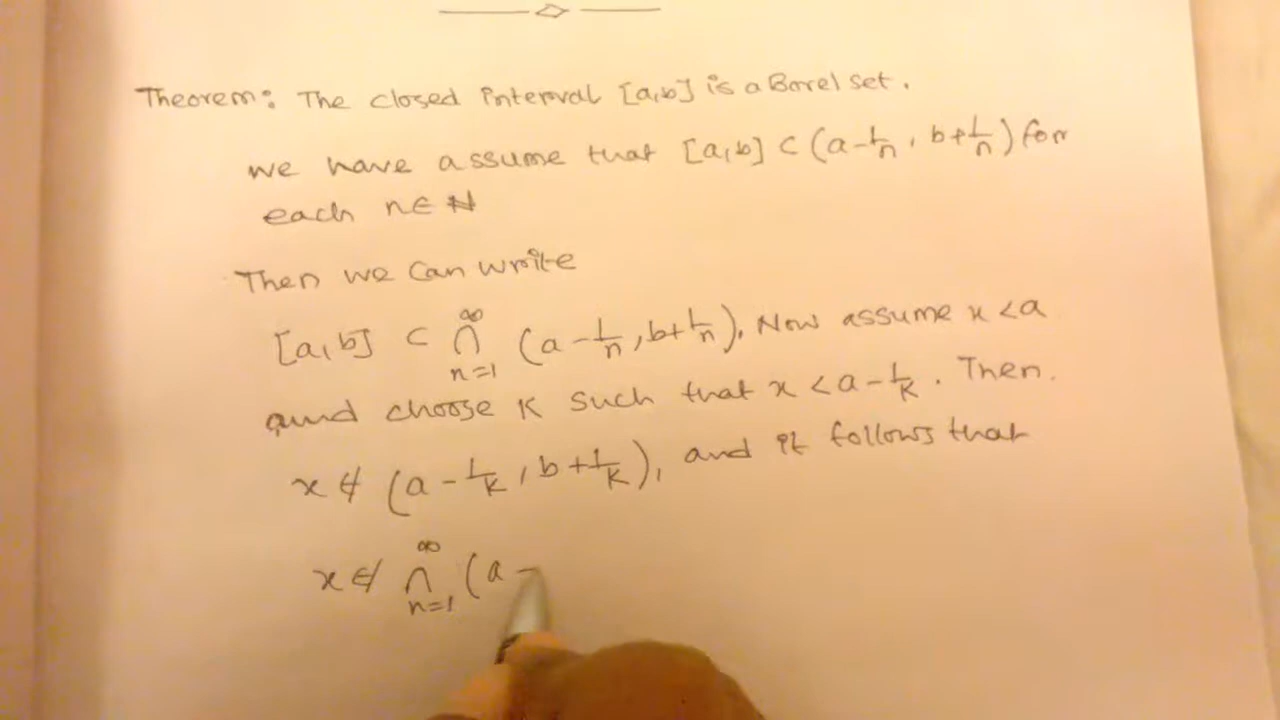 Theorem: The closed interval [a,b] is a Borel set.
we have assume that [a,b] ⊂ (a-1/n, b+1/n) for
each n∈ℕ
Then we can write
[a,b] ⊂ ∩_{n=1}^{∞} (a-1/n, b+1/n). Now assume x<a
and choose K such that x<a-1/K. Then.
x∉ (a-1/K, b+1/K), and it follows that
x∉ ∩_{n=1}^{∞} (a-